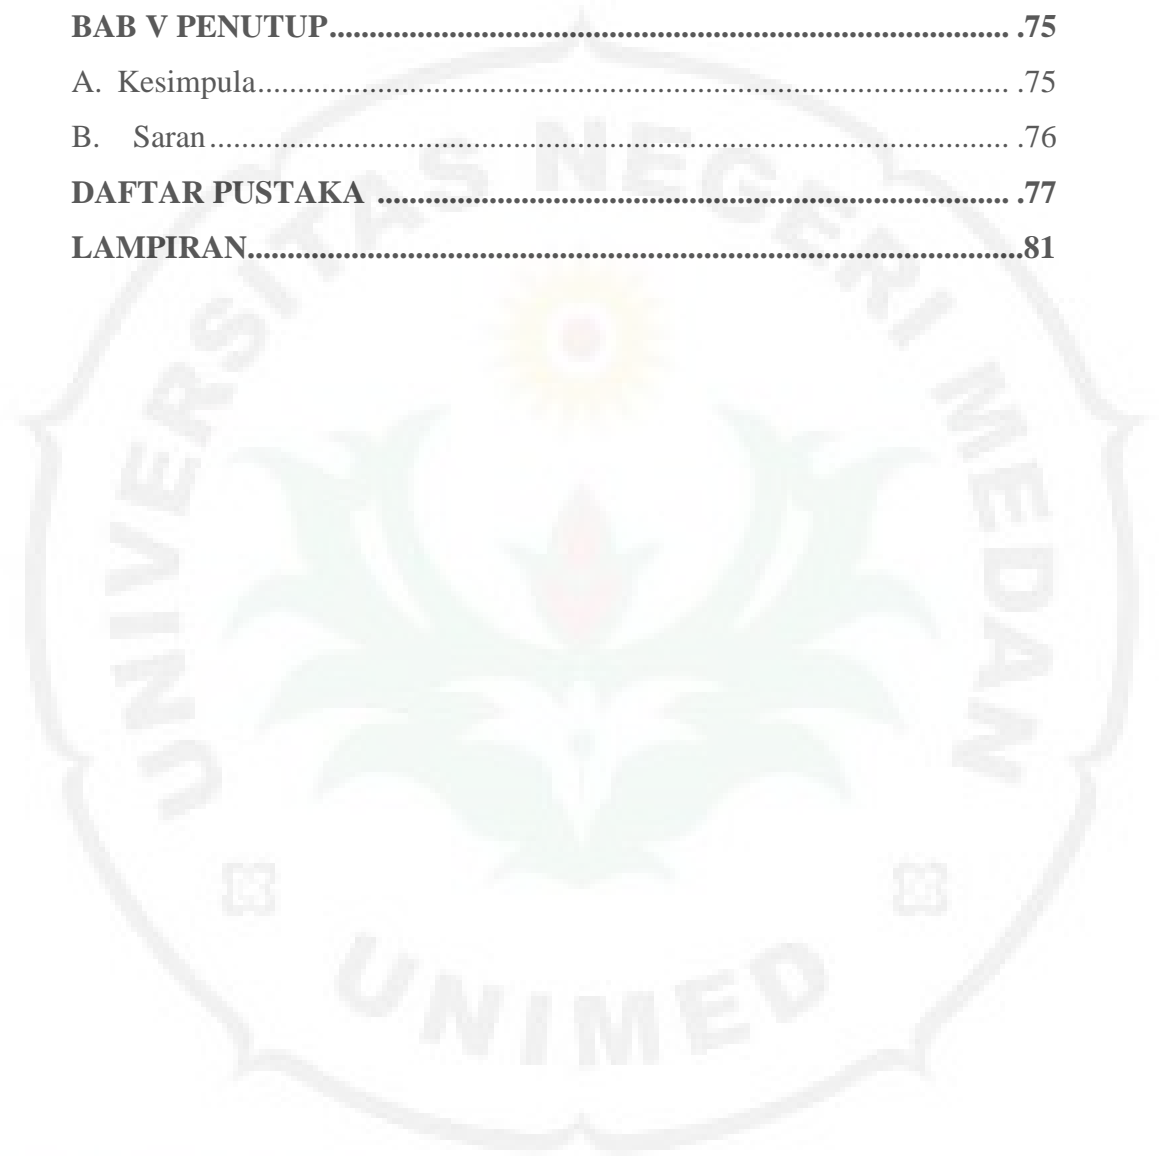 BAB V PENUTUP...................................................................................... .75
A. Kesimpula............................................................................................... .75
B. Saran..................................................................................................... .76
DAFTAR PUSTAKA ................................................................................ .77
LAMPIRAN..................................................................................................81
UNIVERSITAS NEGERI MEDAN
UNIMED